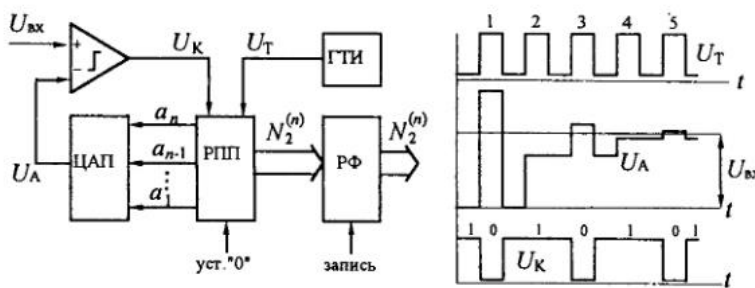 U_вх
+
−
U_К
U_Т
ГТИ
ЦАП
a_n
a_{n-1}
a_1
РПП
N_2^{(n)}
РФ
N_2^{(n)}
U_А
уст."0"
запись
1 2 3 4 5
U_Т
t
U_А
U_вх
t
1 0 1 0 1 0 1
U_К
t